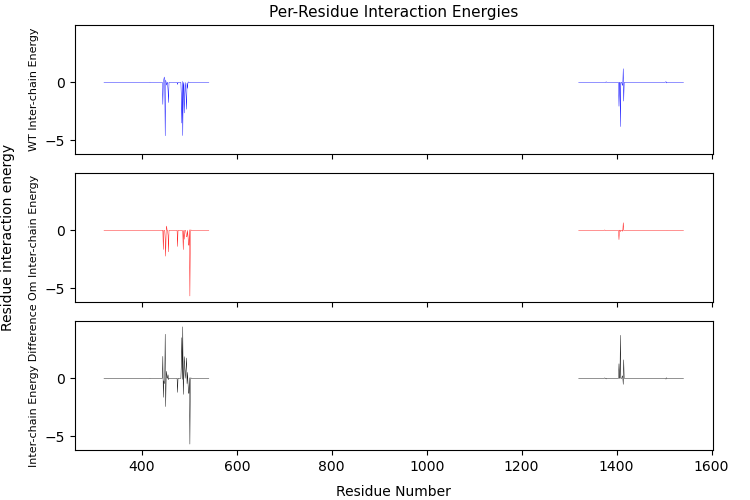 Per-Residue Interaction Energies
Residue interaction energy
WT Inter-chain Energy
0
−5
Om Inter-chain Energy
0
−5
Inter-chain Energy Difference
0
−5
400
600
800
1000
1200
1400
1600
Residue Number